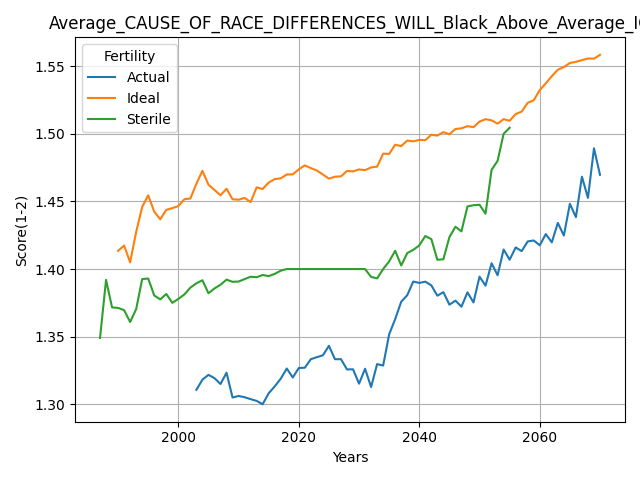 Average_CAUSE_OF_RACE_DIFFERENCES_WILL_Black_Above_Average_I
Fertility
Actual
Ideal
Sterile
Score(1-2)
1.55
1.50
1.45
1.40
1.35
1.30
2000 2020 2040 2060
Years